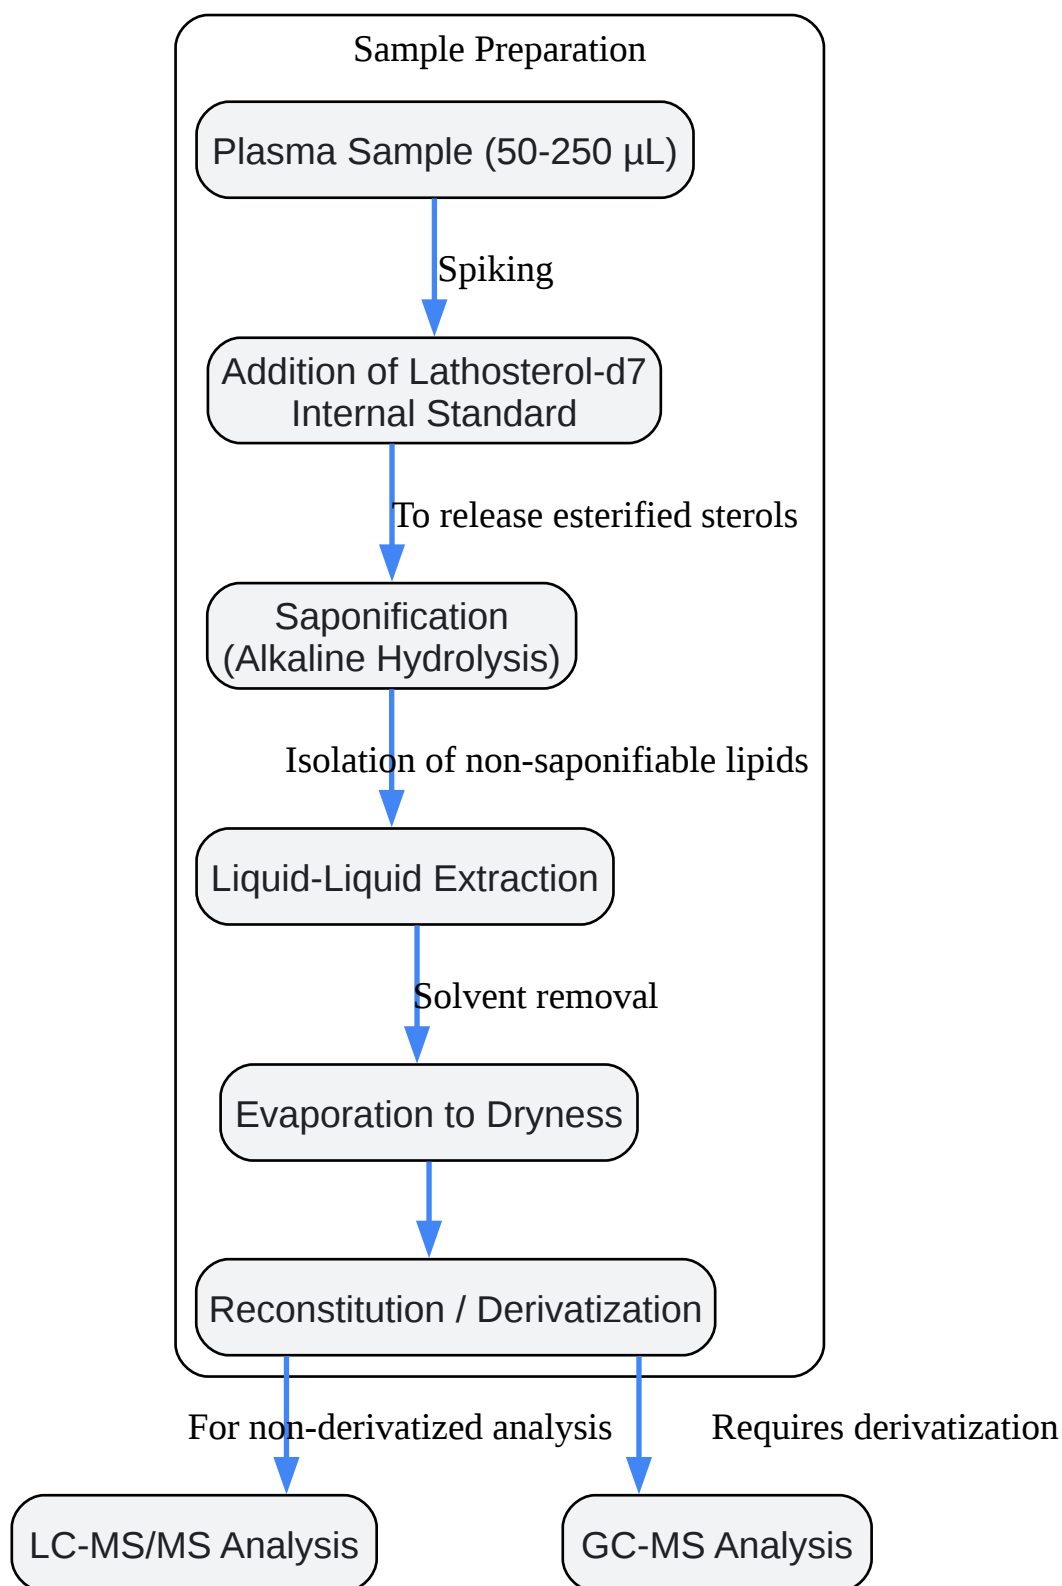 Sample Preparation
Plasma Sample (50-250 µL)
Spiking
Addition of Lathosterol-d7
Internal Standard
To release esterified sterols
Saponification
(Alkaline Hydrolysis)
Isolation of non-saponifiable lipids
Liquid-Liquid Extraction
Solvent removal
Evaporation to Dryness
Reconstitution / Derivatization
For non-derivatized analysis
Requires derivatization
LC-MS/MS Analysis
GC-MS Analysis